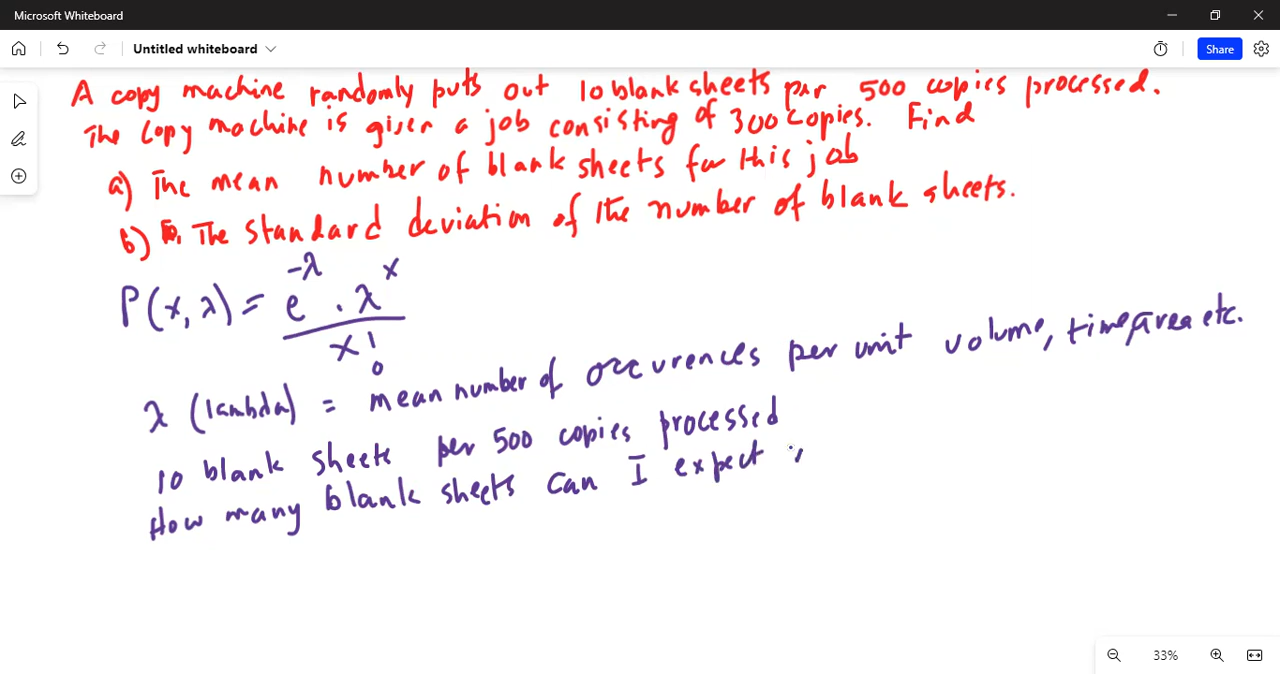 Microsoft Whiteboard
Untitled whiteboard
Share
A copy machine randomly puts out 10 blank sheets per 500 copies processed.
The copy machine is given a job consisting of 300 copies. Find
a) The mean number of blank sheets for this job
b) The standard deviation of the number of blank sheets.
P(x, λ) = e^-λ . λ^x
x!
λ (lambda) = mean number of occurences per unit volume, time, area etc.
10 blank sheets per 500 copies processed
How many blank sheets can I expect
33%